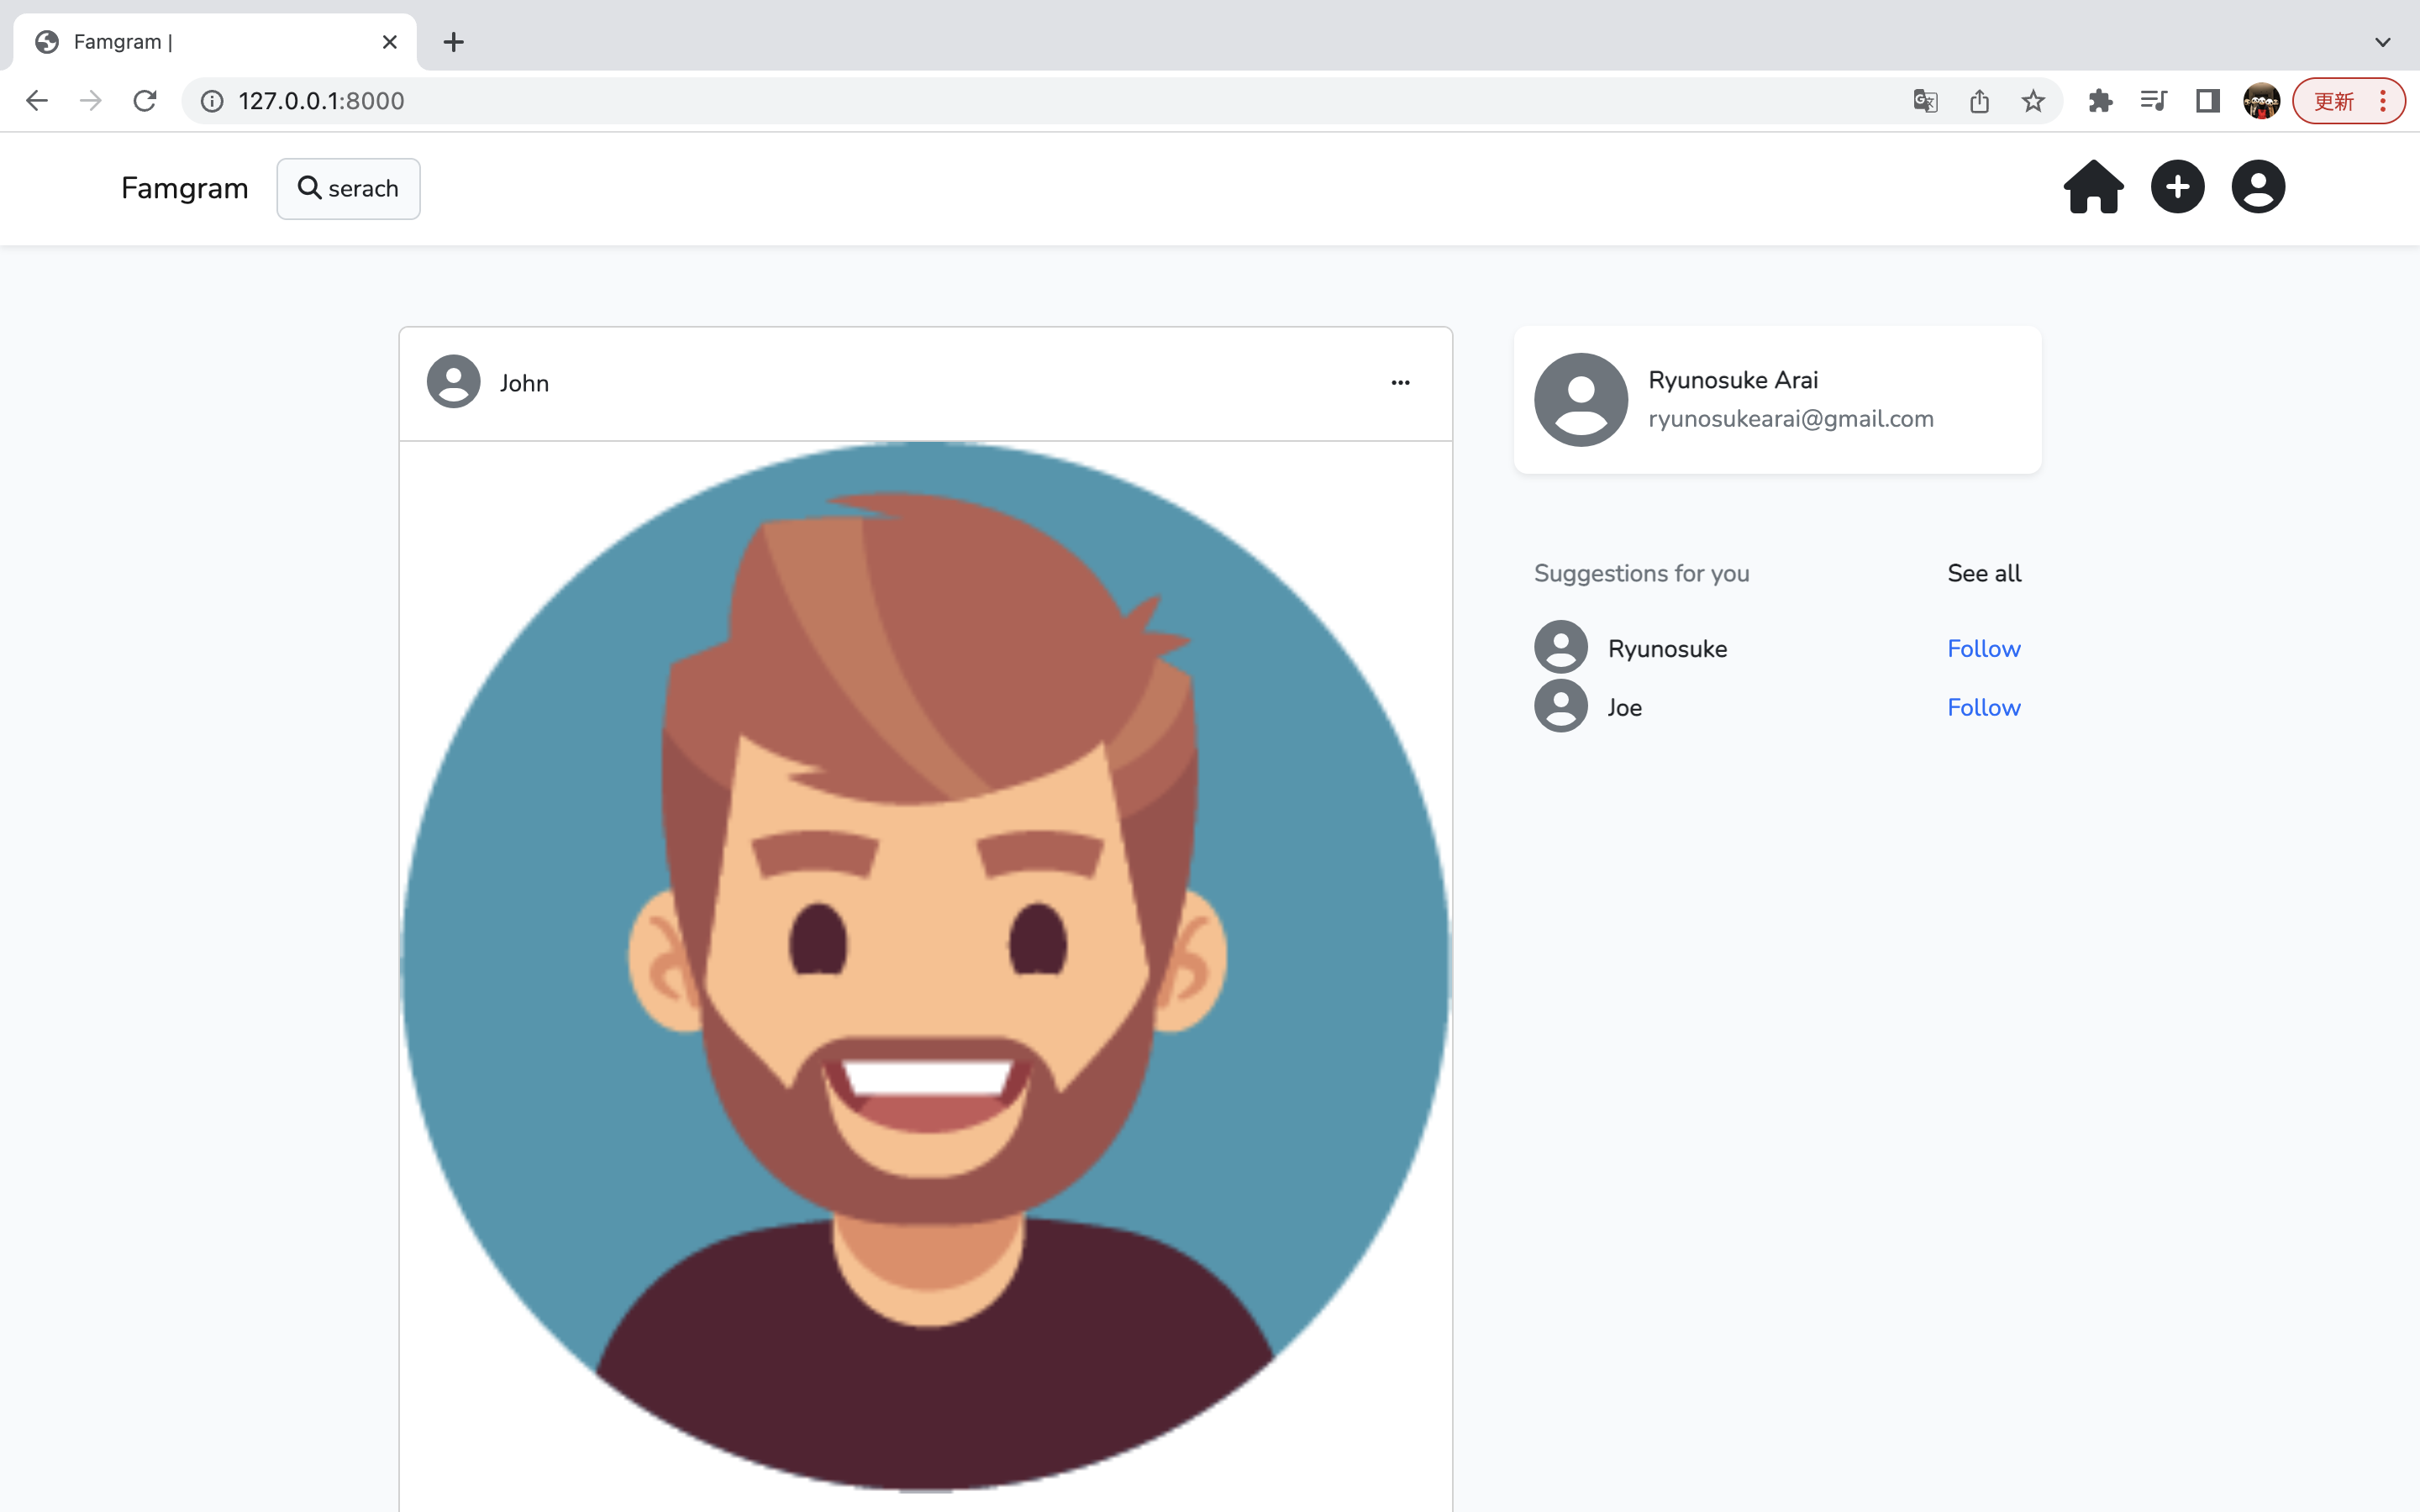 Famgram |
127.0.0.1:8000
更新
Famgram
serach
John
Ryunosuke Arai
ryunosukearai@gmail.com
Suggestions for you
See all
Ryunosuke
Follow
Joe
Follow